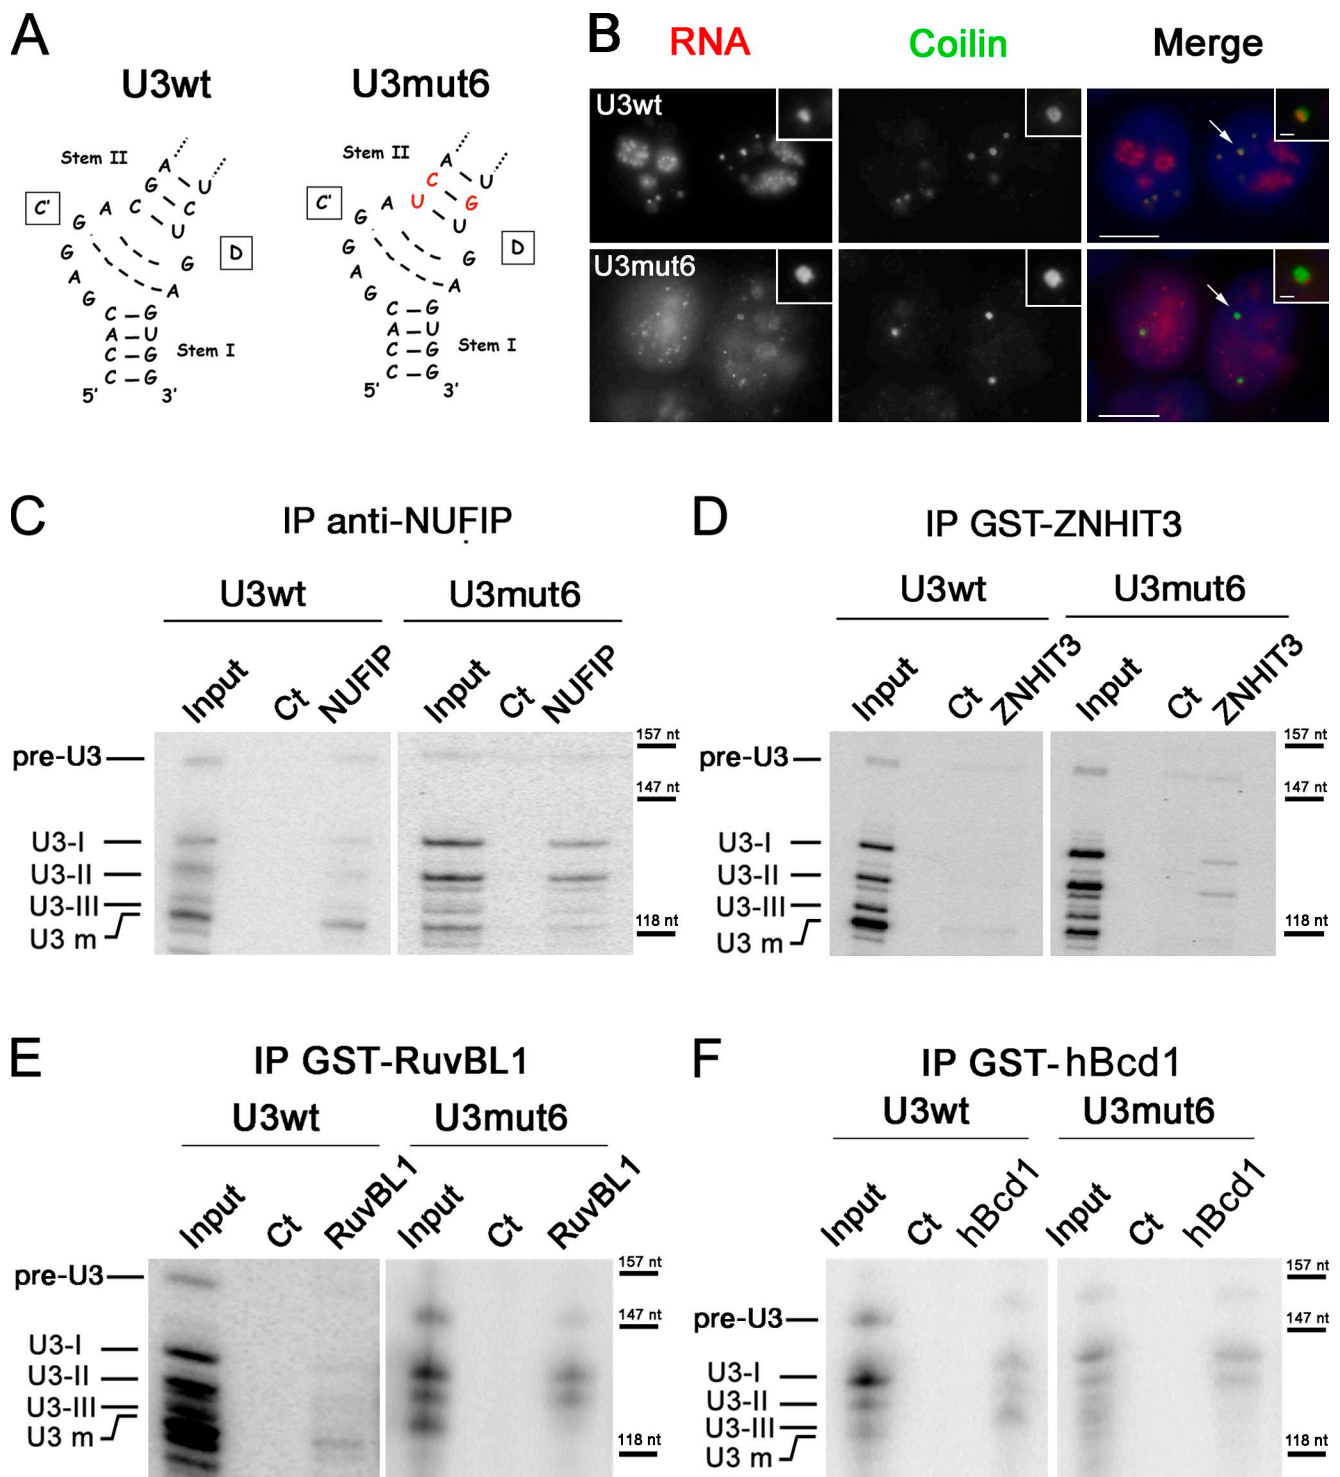 A
U3wt
U3mut6
Stem II
A
G
U
C'
G
A
C
C
U
G
D
G
A
A
G
C – G
A – U
C – G
Stem I
C – G
5'
3'
Stem II
A
C
U
C'
G
A
U
G
U
G
D
G
A
A
G
C – G
A – U
C – G
Stem I
C – G
5'
3'
B
RNA
Coilin
Merge
U3wt
U3mut6
C
IP anti-NUFIP
U3wt
U3mut6
Input
Ct
NUFIP
Input
Ct
NUFIP
pre-U3
U3-I
U3-II
U3-III
U3 m
157 nt
147 nt
118 nt
D
IP GST-ZNHIT3
U3wt
U3mut6
Input
Ct
ZNHIT3
Input
Ct
ZNHIT3
pre-U3
U3-I
U3-II
U3-III
U3 m
157 nt
147 nt
118 nt
E
IP GST-RuvBL1
U3wt
U3mut6
Input
Ct
RuvBL1
Input
Ct
RuvBL1
pre-U3
U3-I
U3-II
U3-III
U3 m
157 nt
147 nt
118 nt
F
IP GST-hBcd1
U3wt
U3mut6
Input
Ct
hBcd1
Input
Ct
hBcd1
pre-U3
U3-I
U3-II
U3-III
U3 m
157 nt
147 nt
118 nt